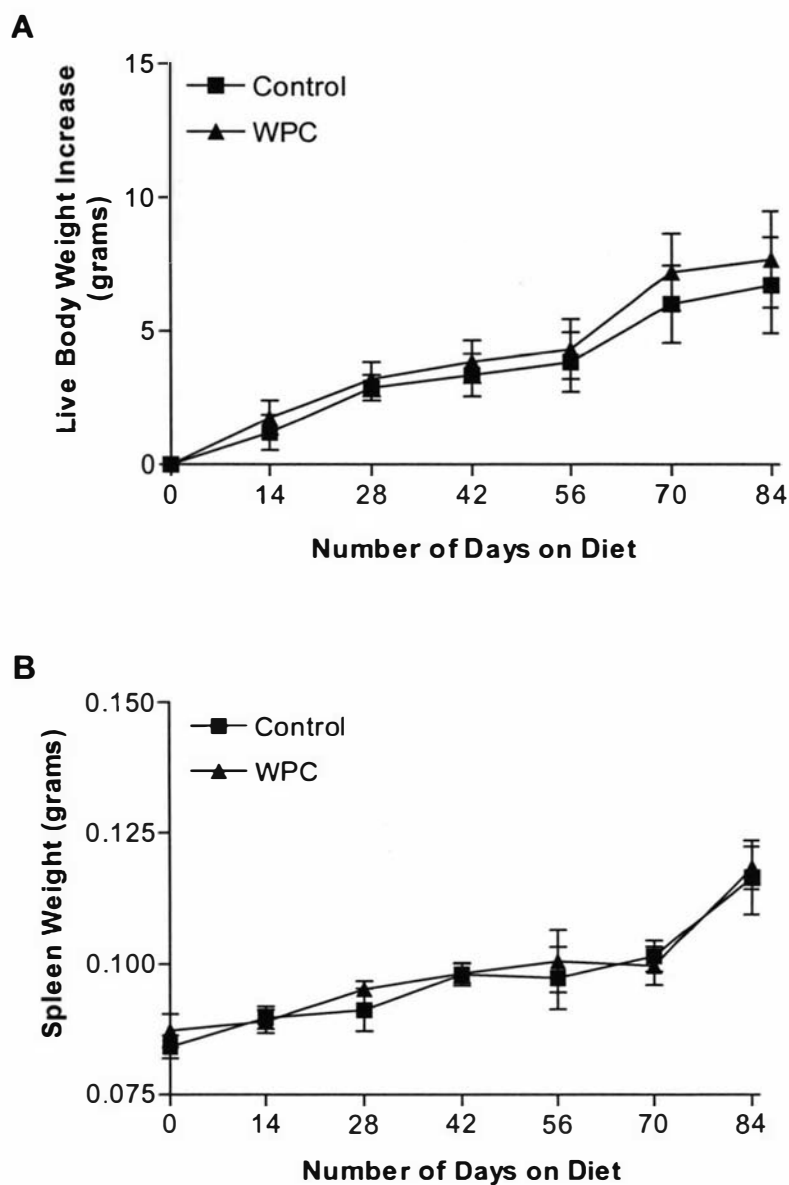 A
Live Body Weight Increase
(grams)
15
10
5
0
Control
WPC
0 14 28 42 56 70 84
Number of Days on Diet
B
Spleen Weight (grams)
0.150
0.125
0.100
0.075
Control
WPC
0 14 28 42 56 70 84
Number of Days on Diet